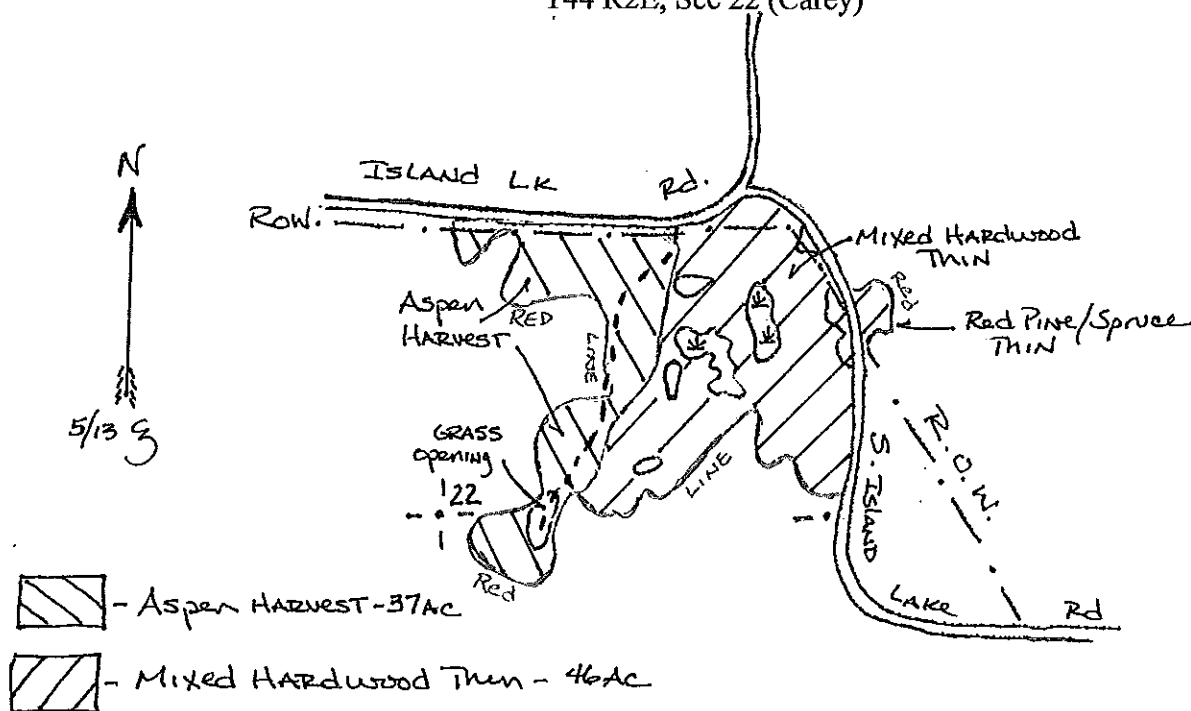 T44 R2E, Sec 22 (Carey)
N
ISLAND LK Rd.
ROW.
MIXED HARDWOOD
THIN
Red
Aspen
HARVEST
RED
LINE
Red Pine/Spruce
THIN
5/13
GRASS
opening
22
LINE
R.O.W.
S. ISLAND
LAKE Rd
Red
- Aspen HARVEST-37AC
- Mixed Hardwood Thin - 46AC